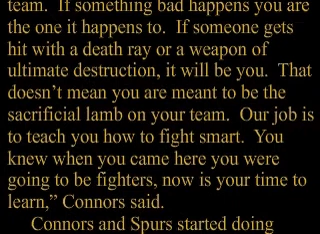 team.  If something bad happens you are
the one it happens to.  If someone gets
hit with a death ray or a weapon of
ultimate destruction, it will be you.  That
doesn't mean you are meant to be the
sacrificial lamb on your team.  Our job is
to teach you how to fight smart.  You
knew when you came here you were
going to be fighters, now is your time to
learn,” Connors said.
Connors and Spurs started doing